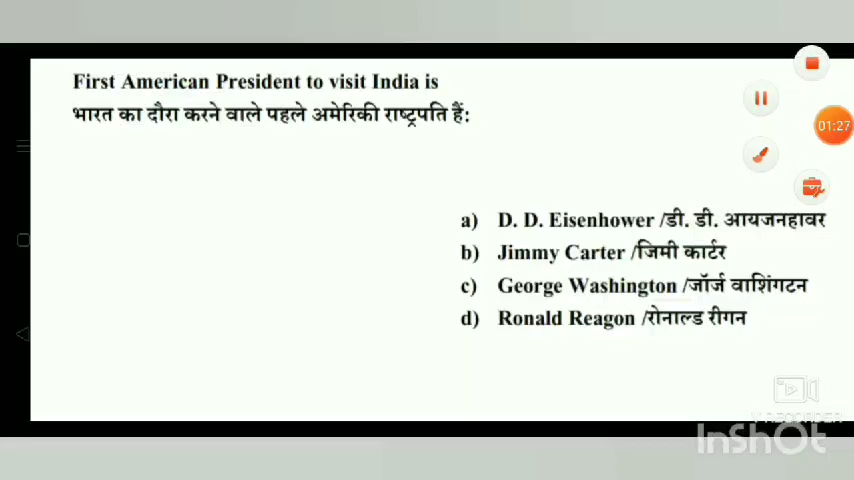 First American President to visit India is
भारत का दौरा करने वाले पहले अमेरिकी राष्ट्रपति हैं:
01:27
a) D. D. Eisenhower /डी. डी. आयजनहावर
b) Jimmy Carter /जिमी कार्टर
c) George Washington /जॉर्ज वाशिंगटन
d) Ronald Reagon /रोनाल्ड रीगन
RECORDER
InShOt